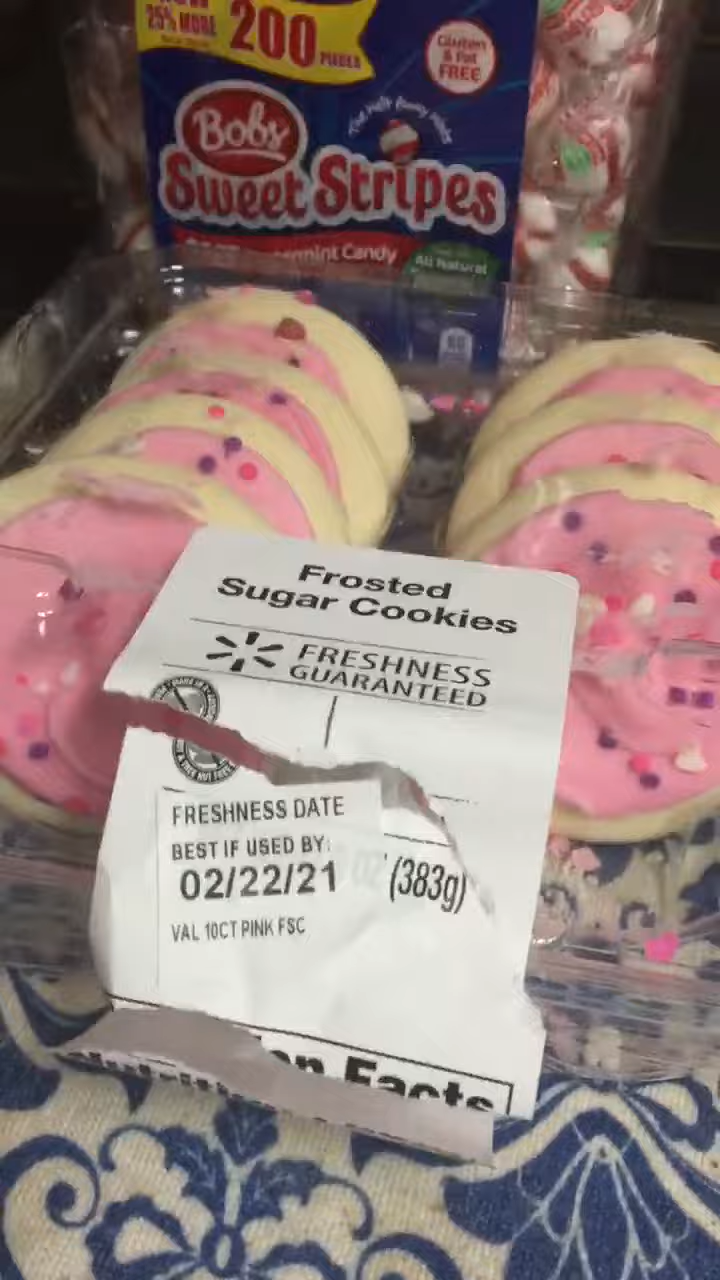 25% MORE
200 PIECES
Gluten
& Fat
FREE
Bobs
Sweet Stripes
Candy
All Natural
Frosted
Sugar Cookies
FRESHNESS
GUARANTEED
FRESHNESS DATE
BEST IF USED BY:
02/22/21
(383g)
VAL 10CT PINK FSC
Facts